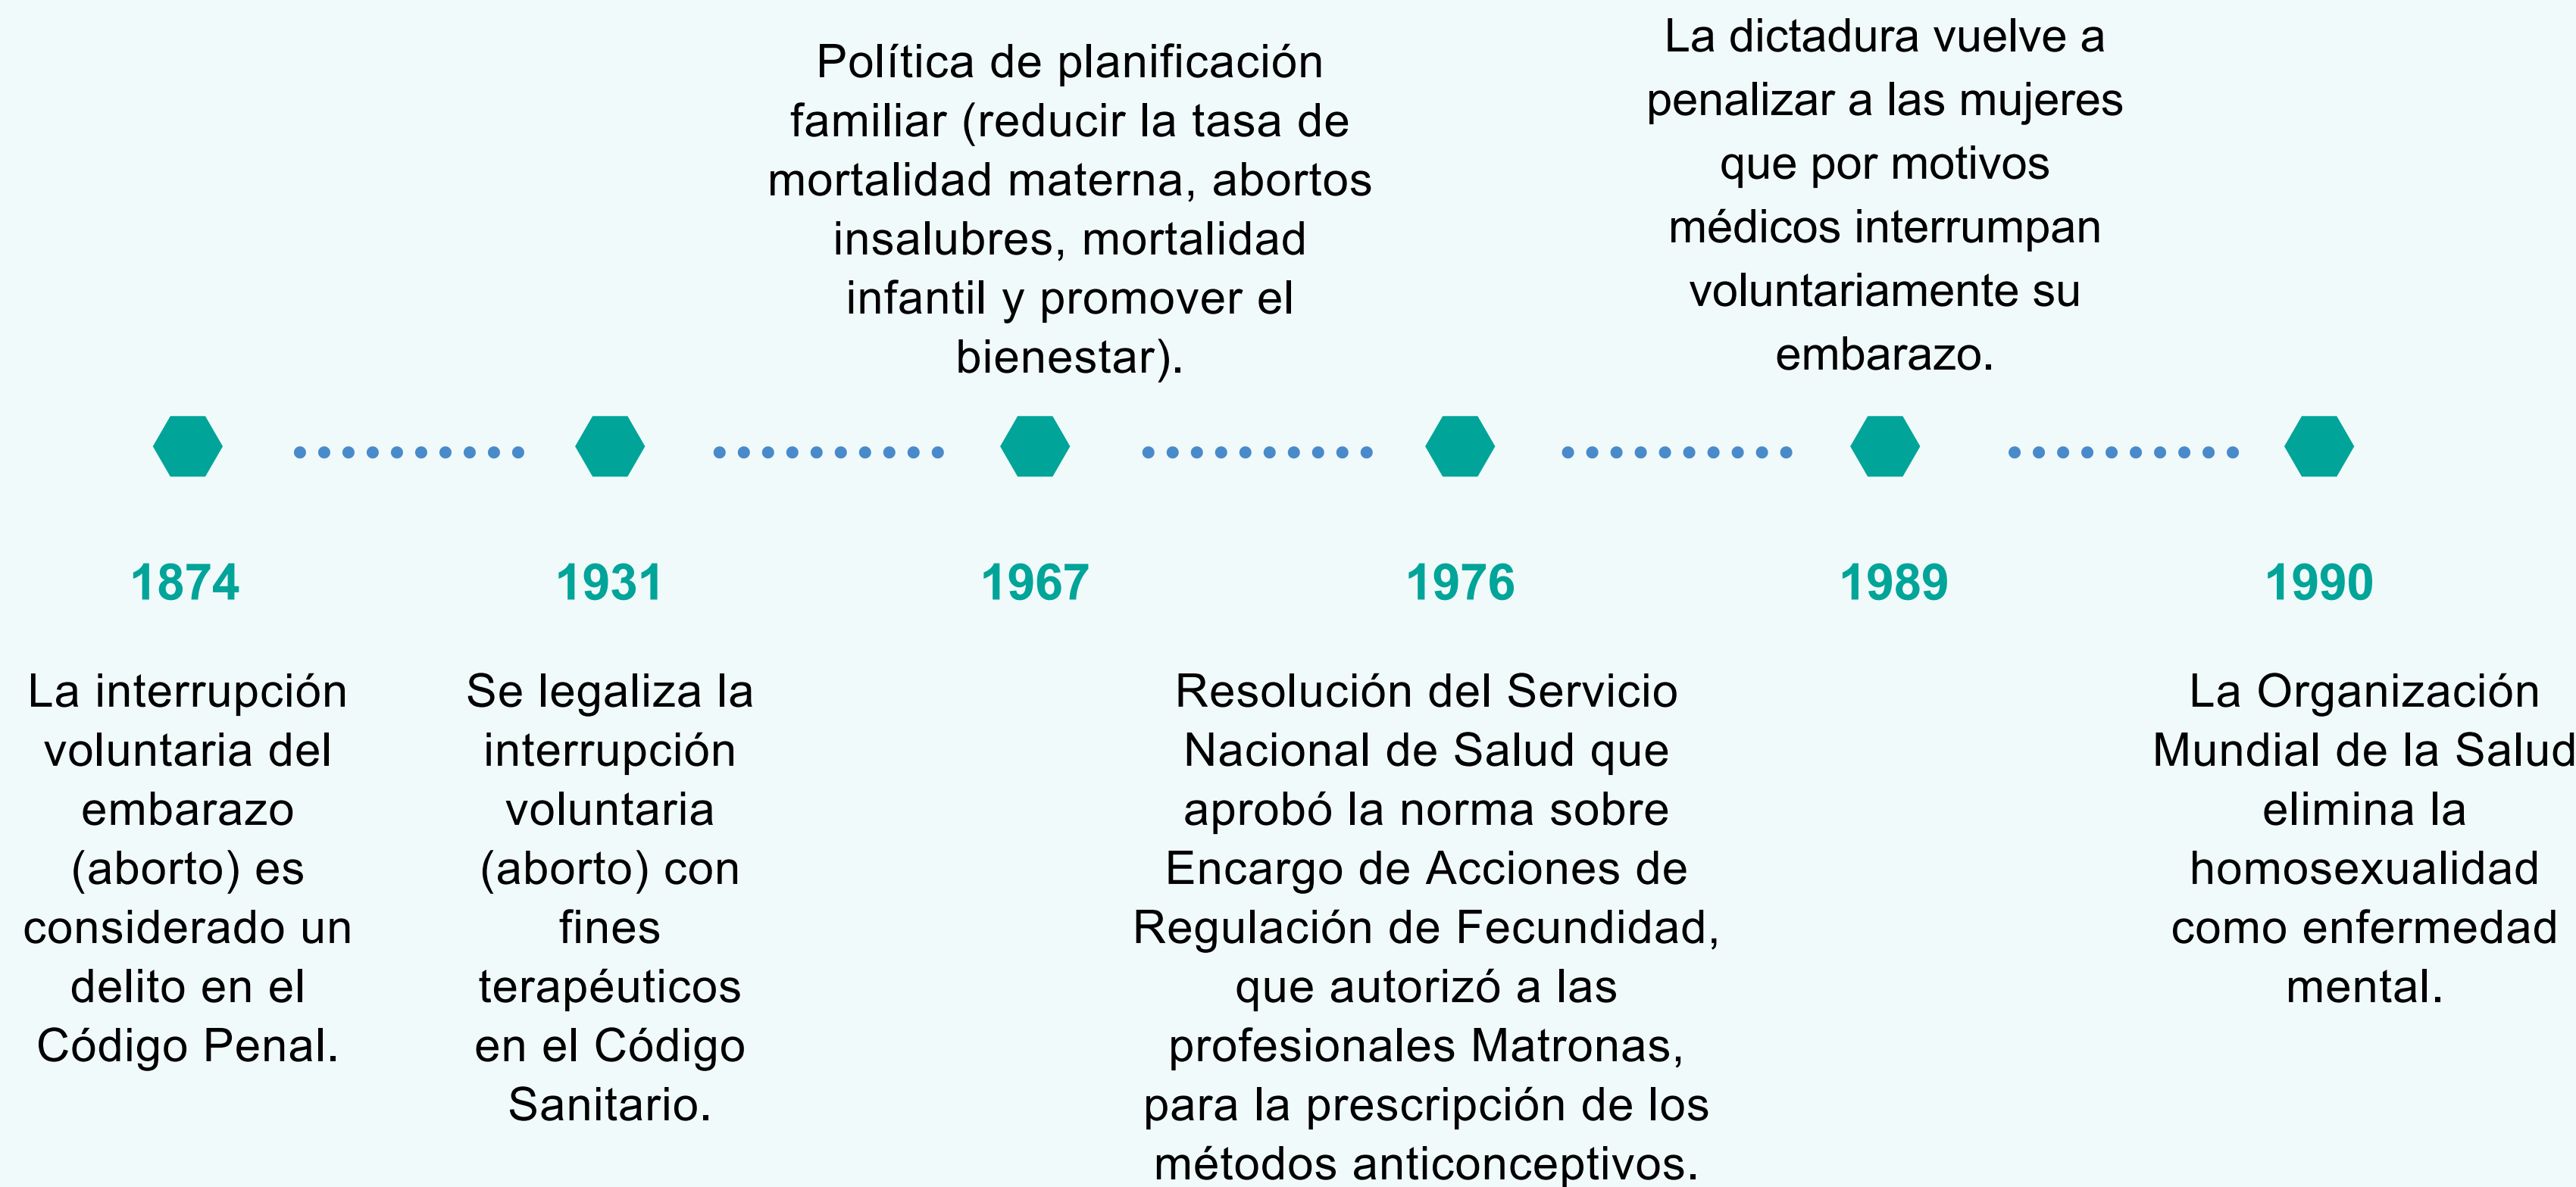 1874
La interrupción
voluntaria del
embarazo
(aborto) es
considerado un
delito en el
Código Penal.
1931
Se legaliza la
interrupción
voluntaria
(aborto) con
fines
terapéuticos
en el Código
Sanitario.
Política de planificación
familiar (reducir la tasa de
mortalidad materna, abortos
insalubres, mortalidad
infantil y promover el
bienestar).
1967
1976
Resolución del Servicio
Nacional de Salud que
aprobó la norma sobre
Encargo de Acciones de
Regulación de Fecundidad,
que autorizó a las
profesionales Matronas,
para la prescripción de los
métodos anticonceptivos.
La dictadura vuelve a
penalizar a las mujeres
que por motivos
médicos interrumpan
voluntariamente su
embarazo.
1989
1990
La Organización
Mundial de la Salud
elimina la
homosexualidad
como enfermedad
mental.